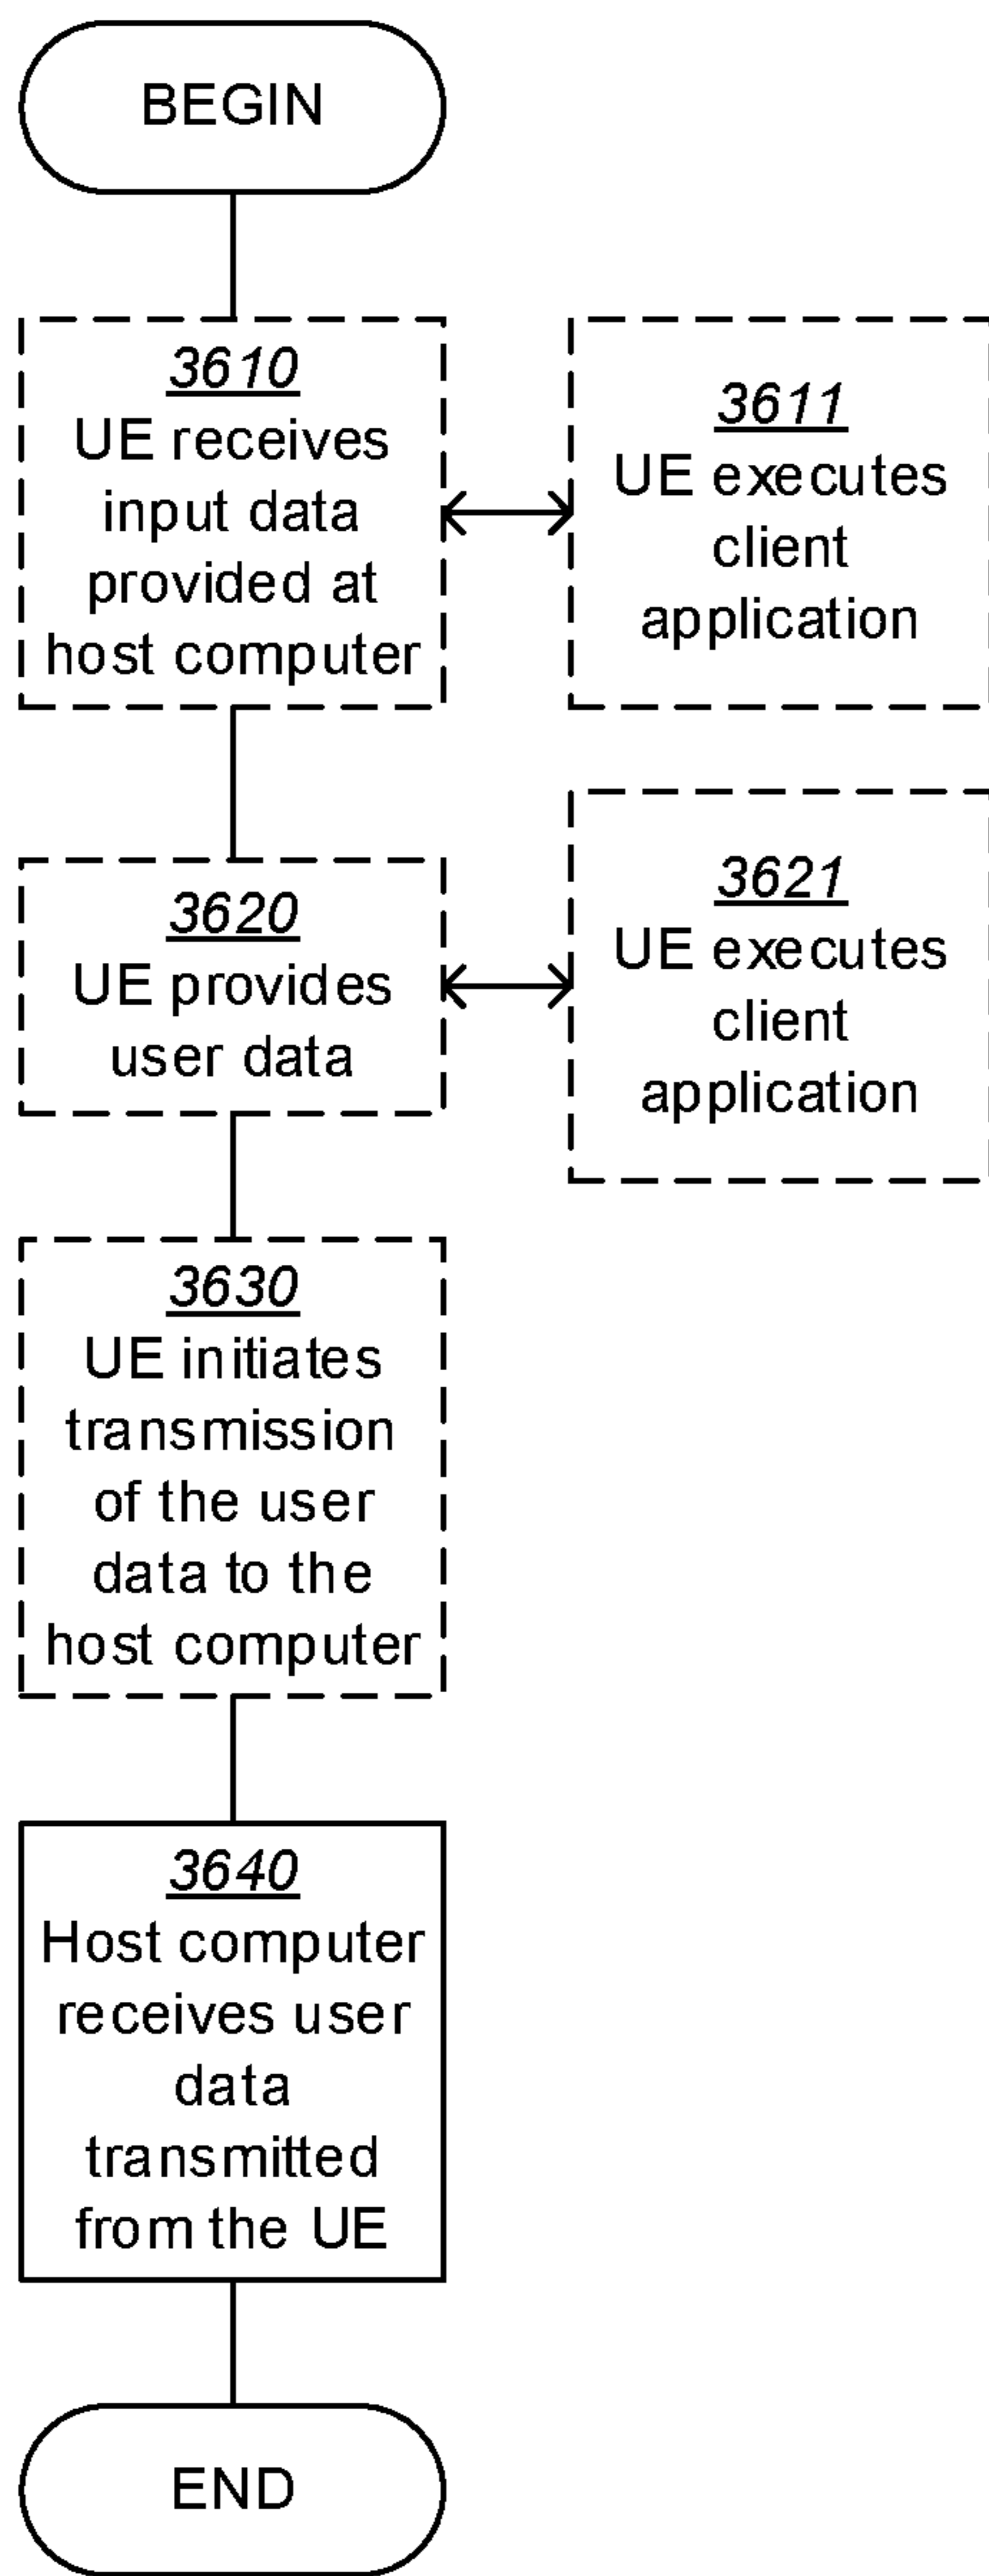 BEGIN
3610
UE receives
input data
provided at
host computer
3611
UE executes
client
application
3620
UE provides
user data
3621
UE executes
client
application
3630
UE initiates
transmission
of the user
data to the
host computer
3640
Host computer
receives user
data
transmitted
from the UE
END